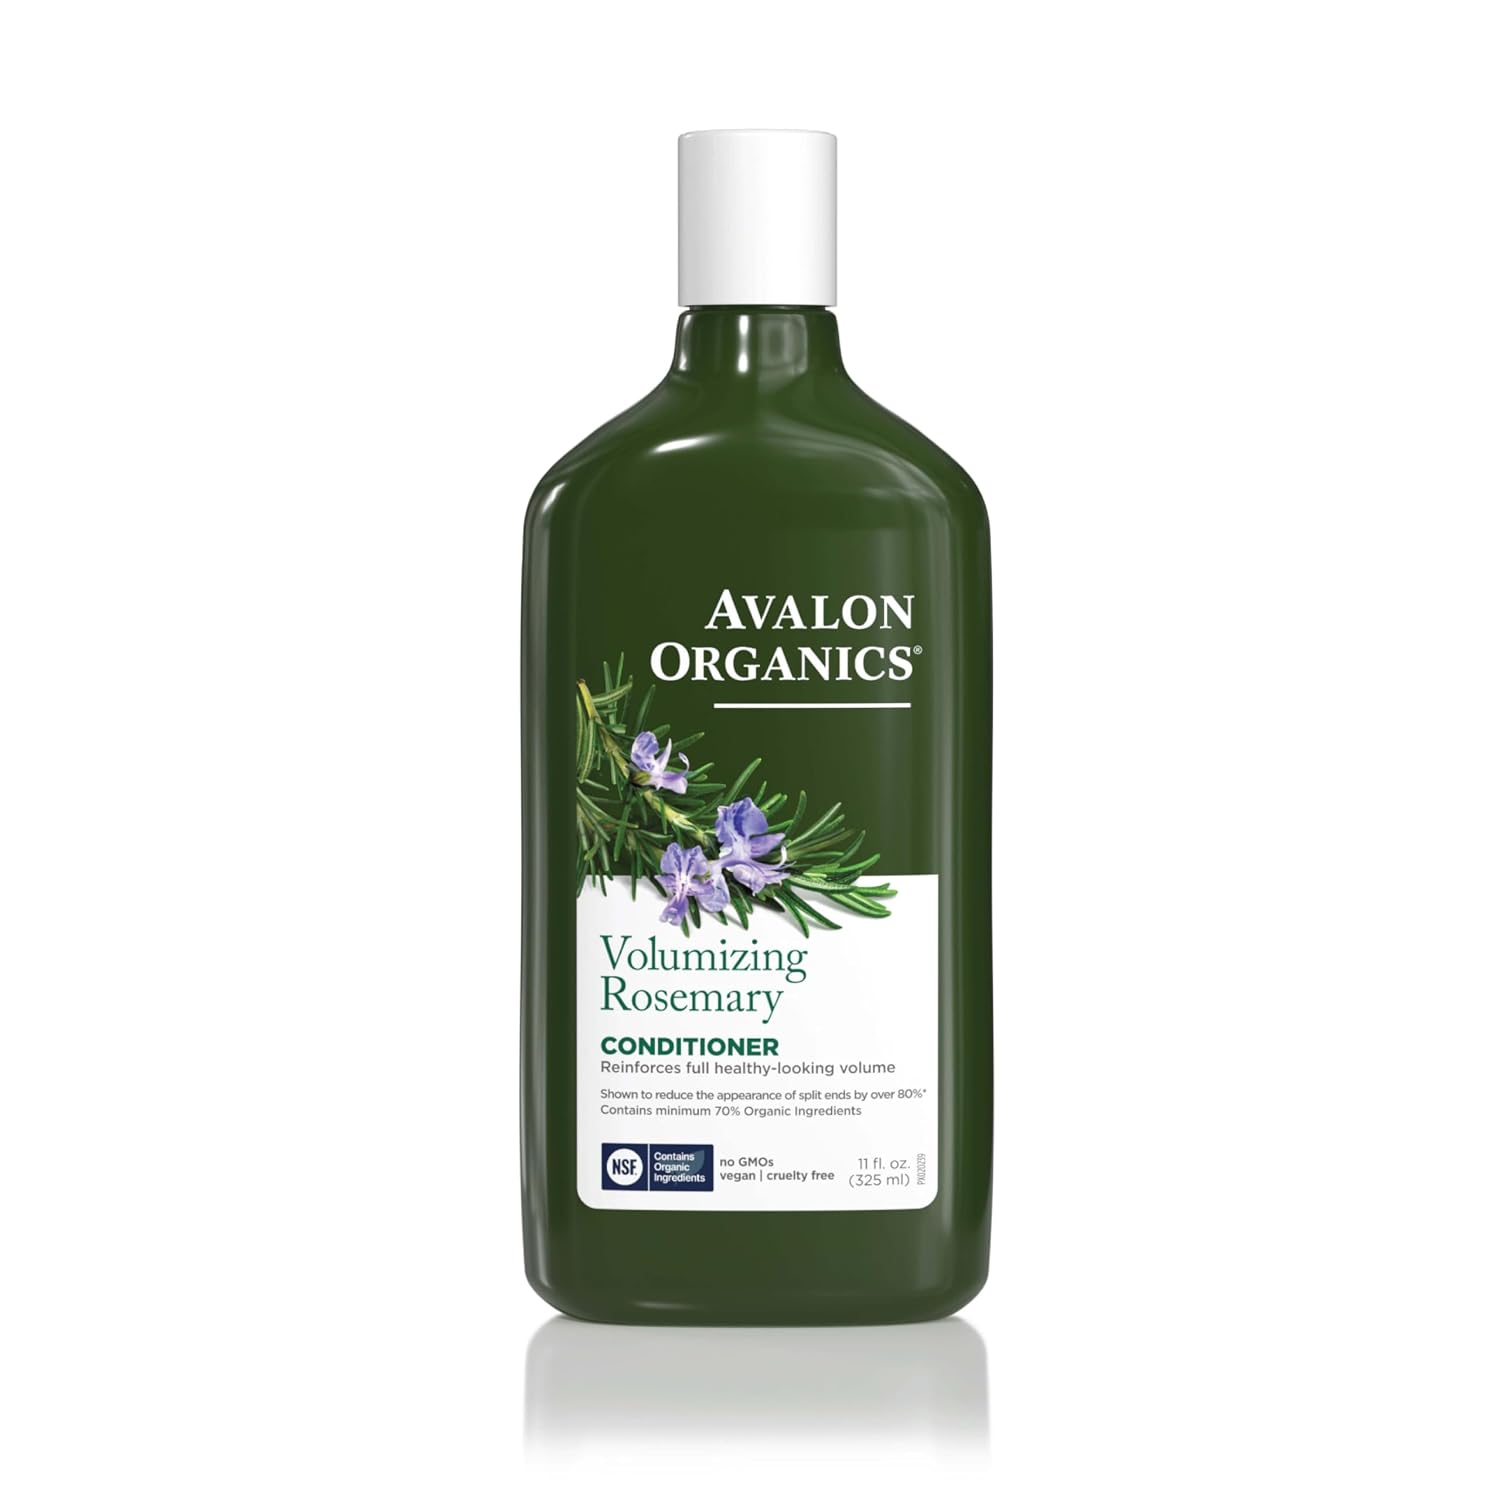 AVALON
ORGANICS®
Volumizing
Rosemary
CONDITIONER
Reinforces full healthy-looking volume
Shown to reduce the appearance of split ends by over 80%*
Contains minimum 70% Organic Ingredients
NSF
Contains
Organic
Ingredients
no GMOs
vegan | cruelty free
11 fl. oz.
(325 ml)
PX020239